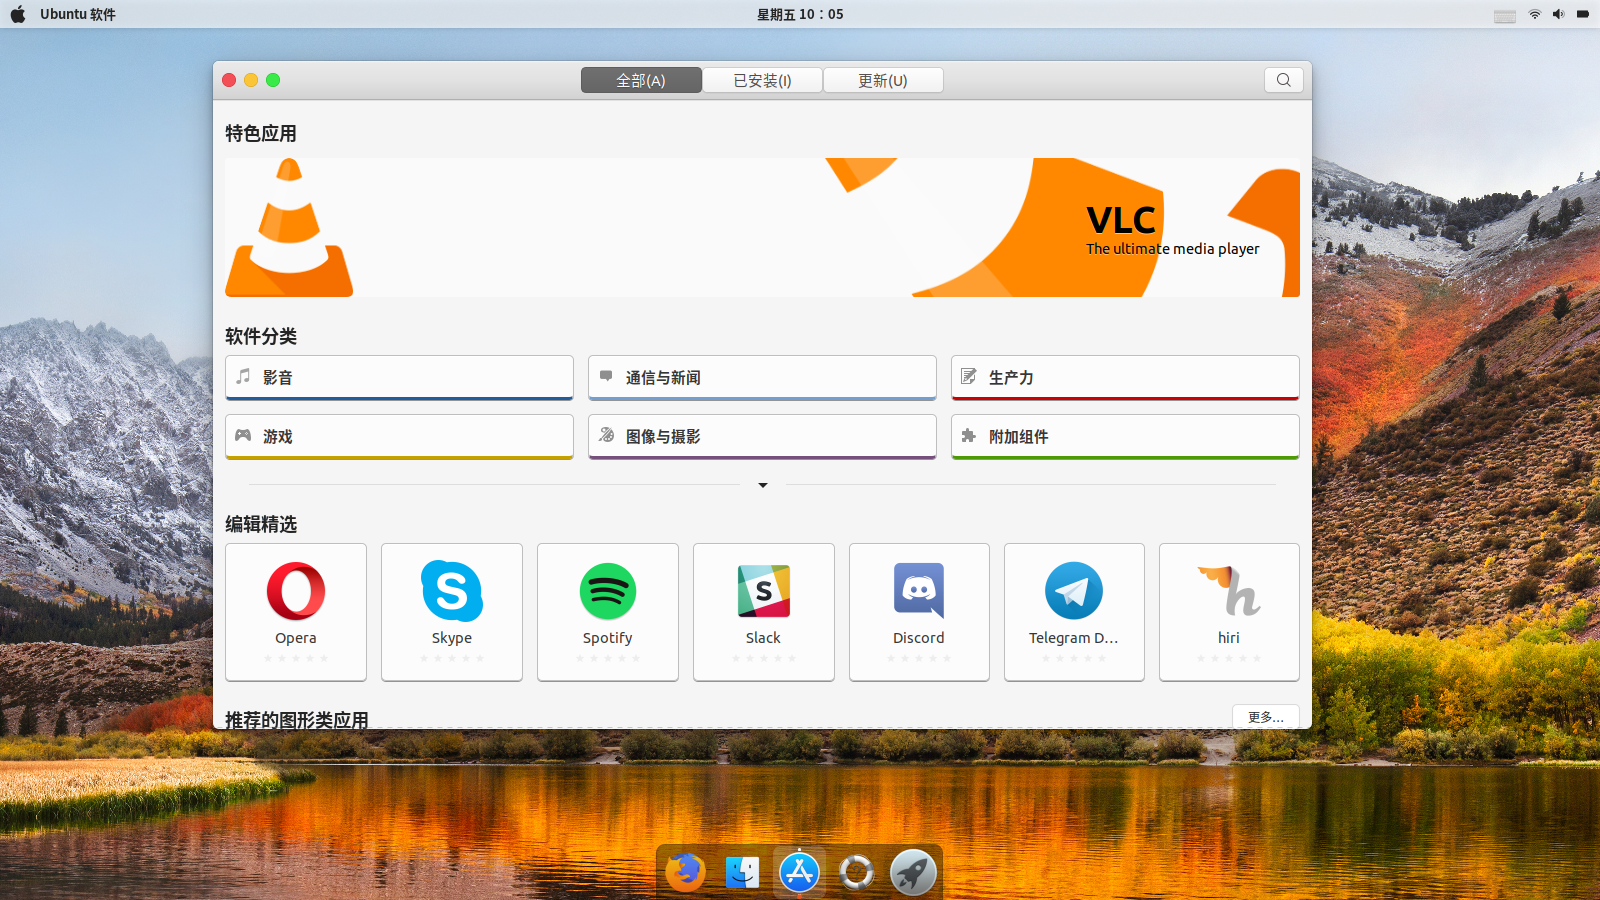 Ubuntu 软件
星期五 10：05
全部(A)
已安装(I)
更新(U)
特色应用
VLC
The ultimate media player
软件分类
影音
通信与新闻
生产力
游戏
图像与摄影
附加组件
编辑精选
Opera
Skype
Spotify
Slack
Discord
Telegram D…
hiri
推荐的图形类应用
更多…